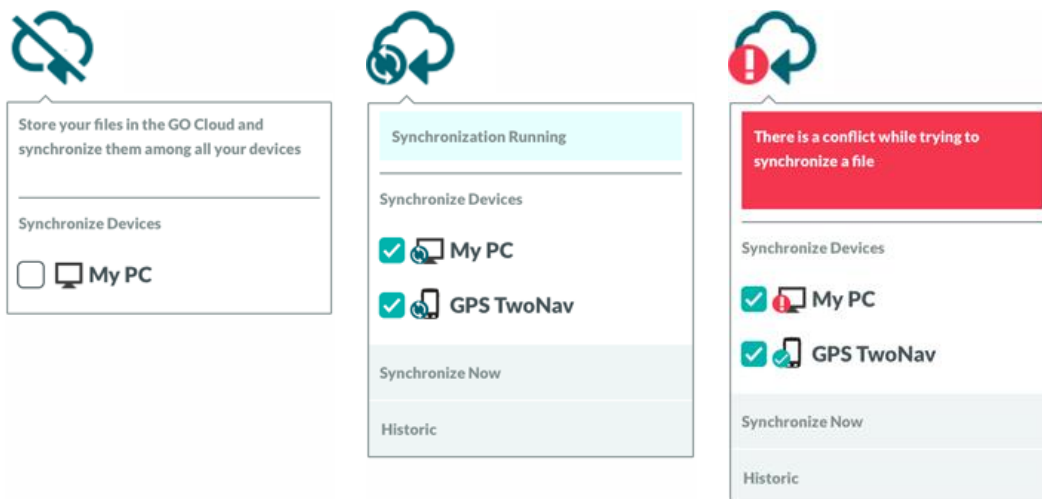 Store your files in the GO Cloud and
synchronize them among all your devices
Synchronize Devices
My PC
Synchronization Running
Synchronize Devices
My PC
GPS TwoNav
Synchronize Now
Historic
There is a conflict while trying to
synchronize a file
Synchronize Devices
My PC
GPS TwoNav
Synchronize Now
Historic